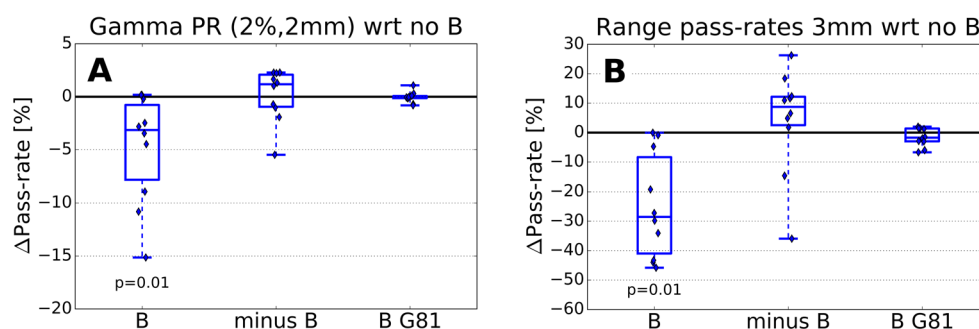 Gamma PR (2%,2mm) wrt no B
A
ΔPass-rate [%]
5
0
−5
−10
−15
−20
p=0.01
B minus B B G81
Range pass-rates 3mm wrt no B
B
ΔPass-rate [%]
30
20
10
0
−10
−20
−30
−40
−50
−60
p=0.01
B minus B B G81